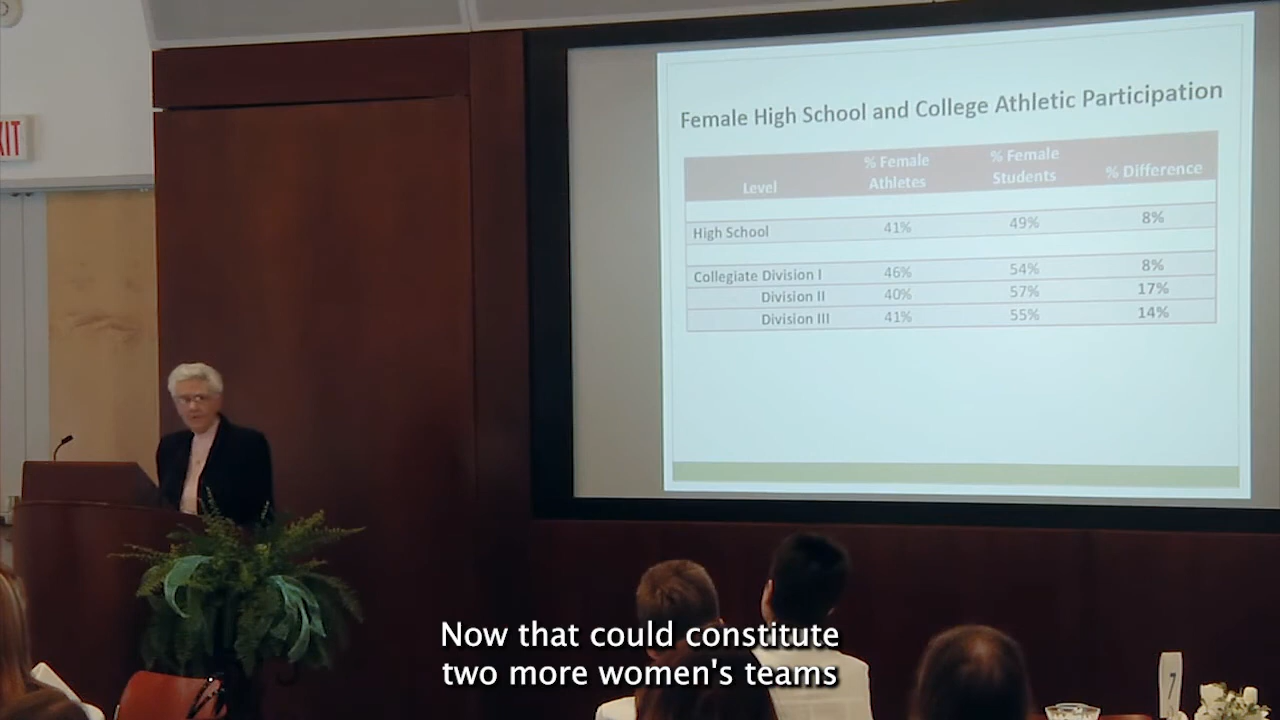 XIT
Female High School and College Athletic Participation
Level % Female Athletes % Female Students % Difference
High School 41% 49% 8%
Collegiate Division I 46% 54% 8%
Division II 40% 57% 17%
Division III 41% 55% 14%
Now that could constitute
two more women's teams
7